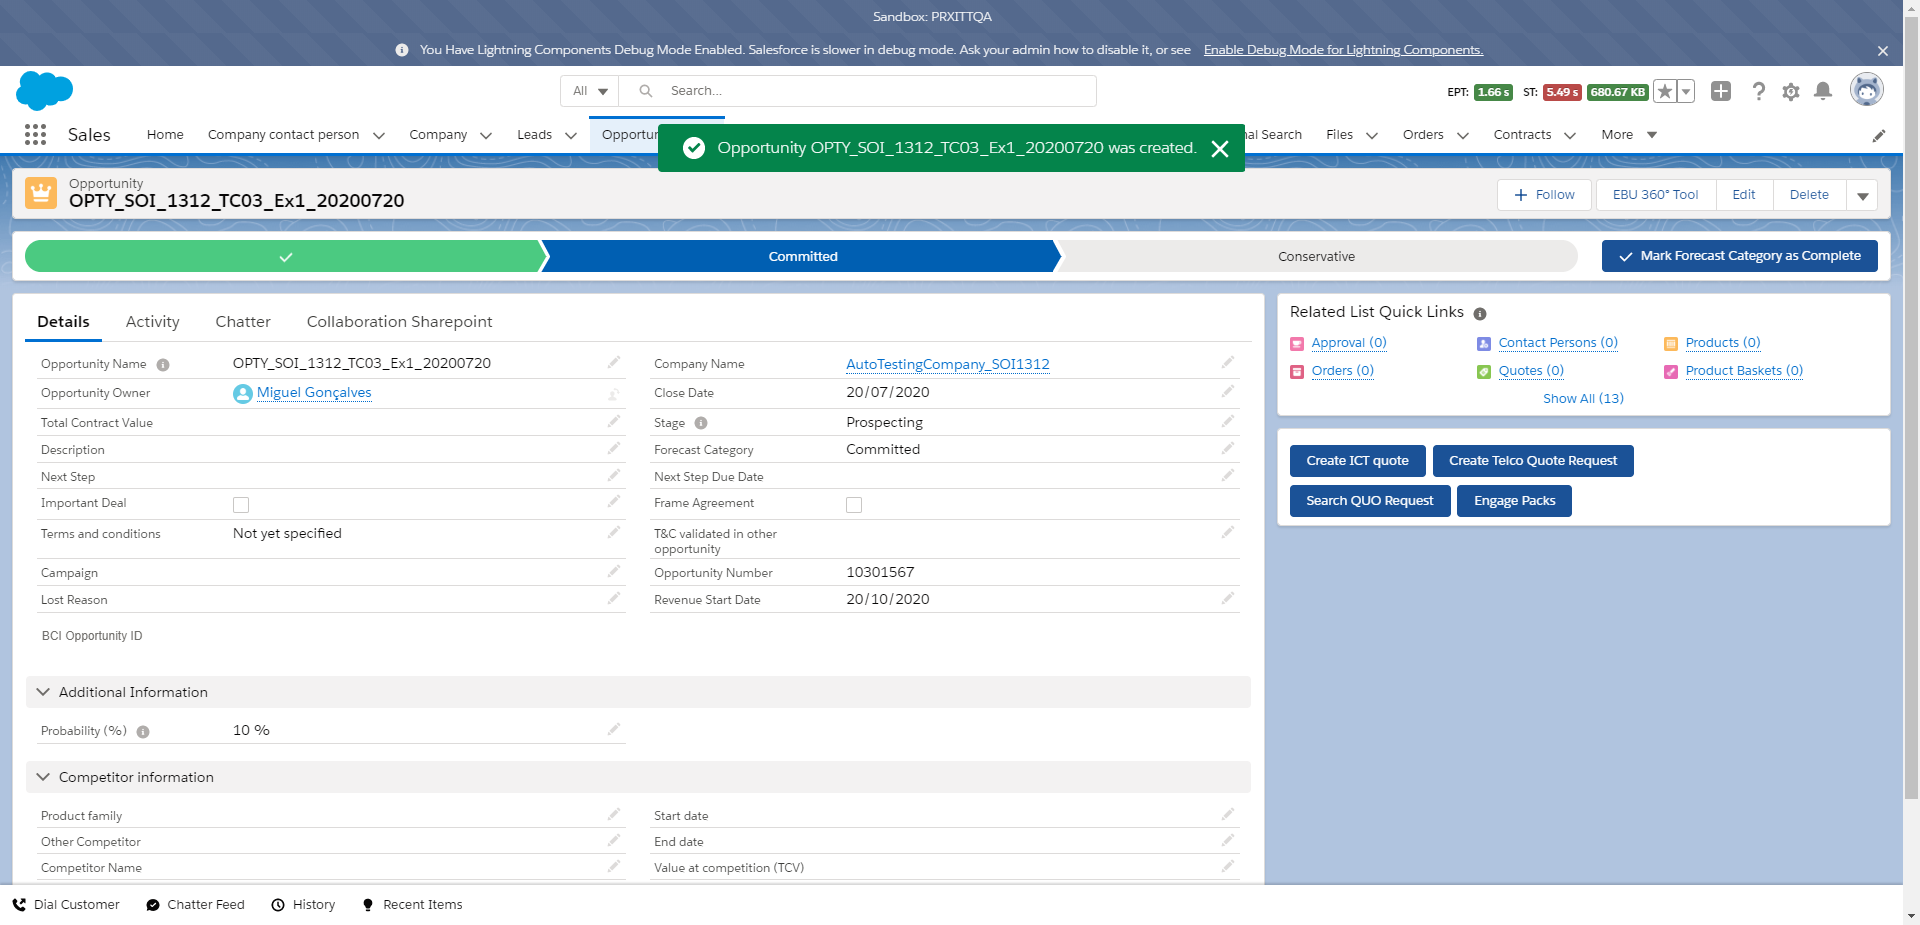 Sandbox: PRXITTQA
You Have Lightning Components Debug Mode Enabled. Salesforce is slower in debug mode. Ask your admin how to disable it, or see Enable Debug Mode for Lightning Components.
All Search...
EPT: 1.66 s ST: 5.49 s 680.67 KB
Sales Home Company contact person Company Leads Opportun al Search Files Orders Contracts More
Opportunity OPTY_SOI_1312_TC03_Ex1_20200720 was created.
Opportunity
OPTY_SOI_1312_TC03_Ex1_20200720
Follow EBU 360° Tool Edit Delete
Committed Conservative Mark Forecast Category as Complete
Details Activity Chatter Collaboration Sharepoint
Opportunity Name OPTY_SOI_1312_TC03_Ex1_20200720
Company Name AutoTestingCompany_SOI1312
Opportunity Owner Miguel Gonçalves
Close Date 20/07/2020
Total Contract Value
Stage Prospecting
Description
Forecast Category Committed
Next Step
Next Step Due Date
Important Deal
Frame Agreement
Terms and conditions Not yet specified
T&C validated in other
opportunity
Campaign
Opportunity Number 10301567
Lost Reason
Revenue Start Date 20/10/2020
BCI Opportunity ID
Additional Information
Probability (%) 10 %
Competitor information
Product family
Start date
Other Competitor
End date
Competitor Name
Value at competition (TCV)
Related List Quick Links
Approval (0) Contact Persons (0) Products (0)
Orders (0) Quotes (0) Product Baskets (0)
Show All (13)
Create ICT quote Create Telco Quote Request
Search QUO Request Engage Packs
Dial Customer Chatter Feed History Recent Items